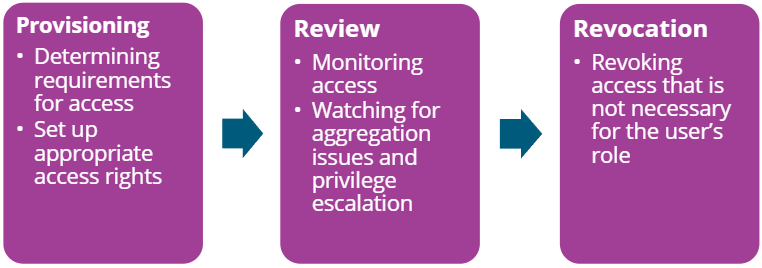 Provisioning
• Determining
requirements
for access
• Set up
appropriate
access rights
Review
• Monitoring
access
• Watching for
aggregation
issues and
privilege
escalation
Revocation
• Revoking
access that is
not necessary
for the user's
role